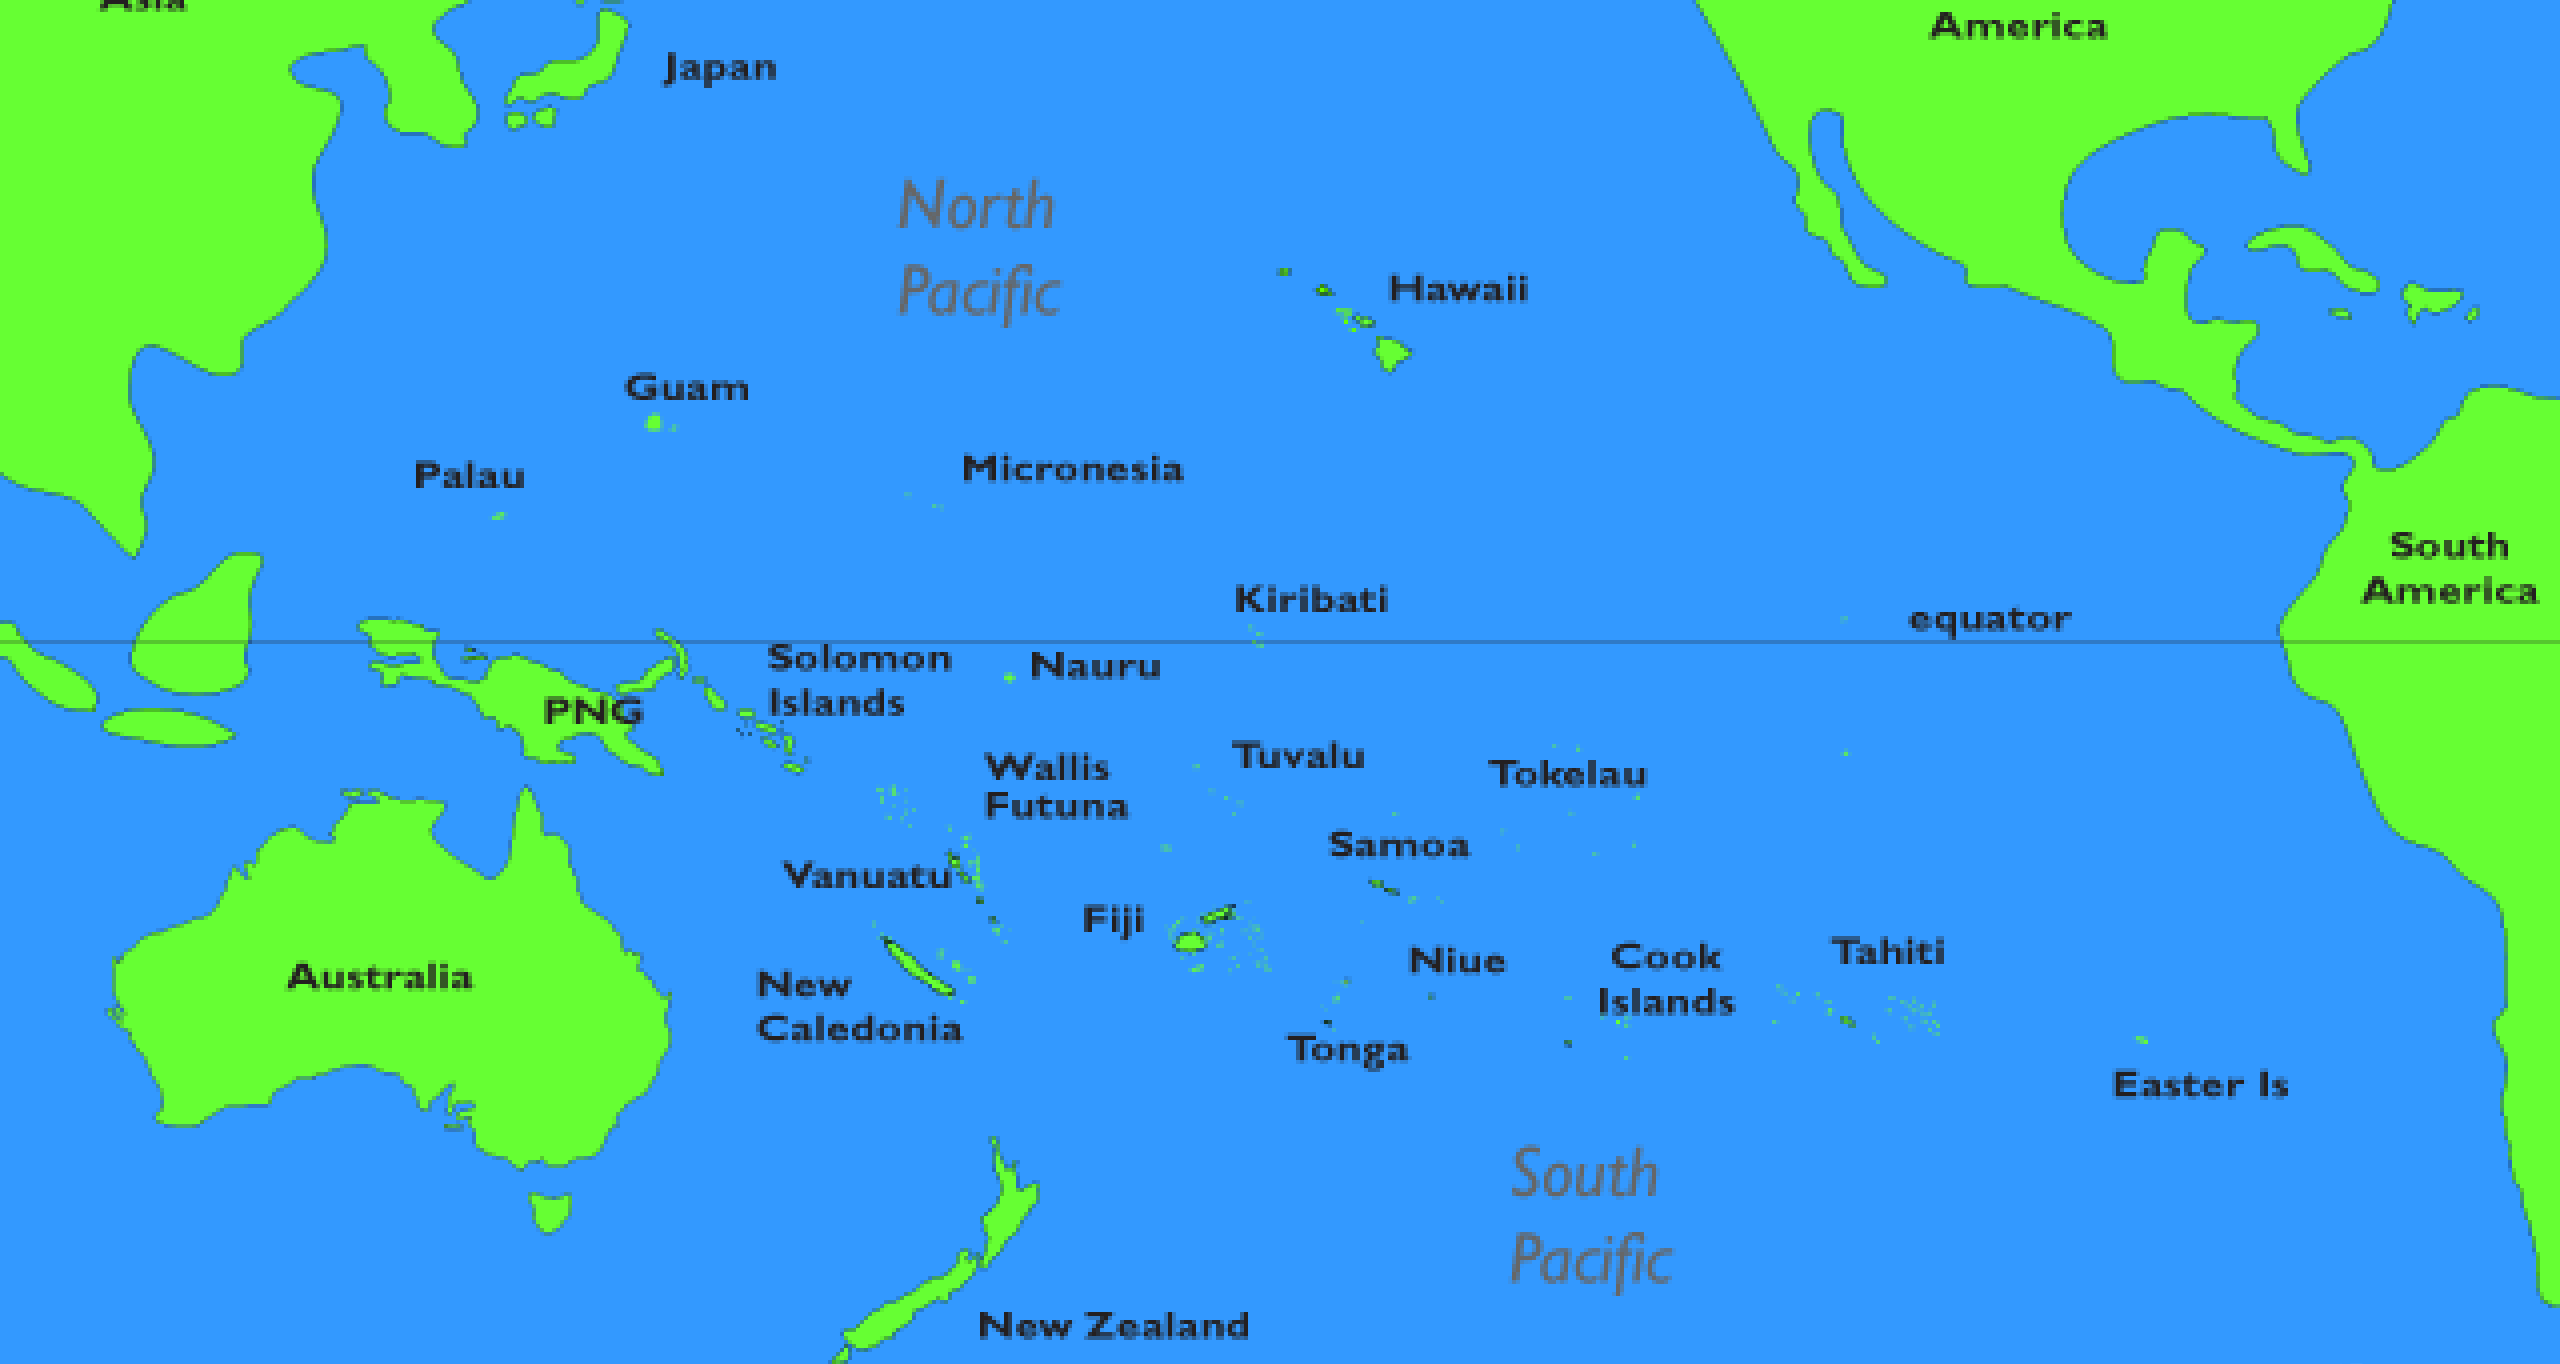 Asia
America
Japan
North
Pacific
Hawaii
Guam
Micronesia
Palau
South
America
Kiribati
equator
Solomon
Islands
Nauru
PNG
Wallis
Futuna
Tuvalu
Tokelau
Samoa
Vanuatu
Fiji
Niue
Cook
Islands
Tahiti
Australia
New
Caledonia
Tonga
Easter Is
South
Pacific
New Zealand